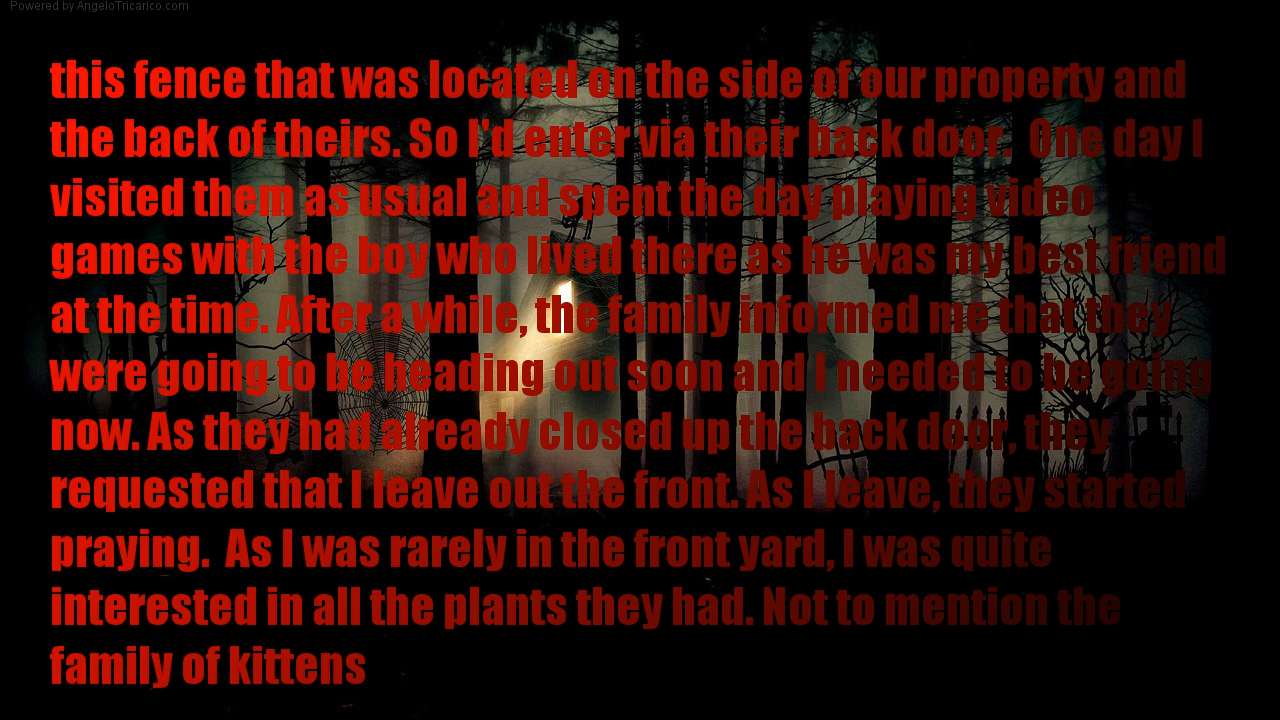 Powered by AngeloTricarico.com
this fence that was located on the side of our property and
the back of theirs. So I'd enter via their back door.  One day I
visited them as usual and spent the day playing video
games with the boy who lived there as he was my best friend
at the time. After a while, the family informed me that they
were going to be heading out soon and I needed to be going
now. As they had already closed up the back door, they
requested that I leave out the front. As I leave, they started
praying.  As I was rarely in the front yard, I was quite
interested in all the plants they had. Not to mention the
family of kittens